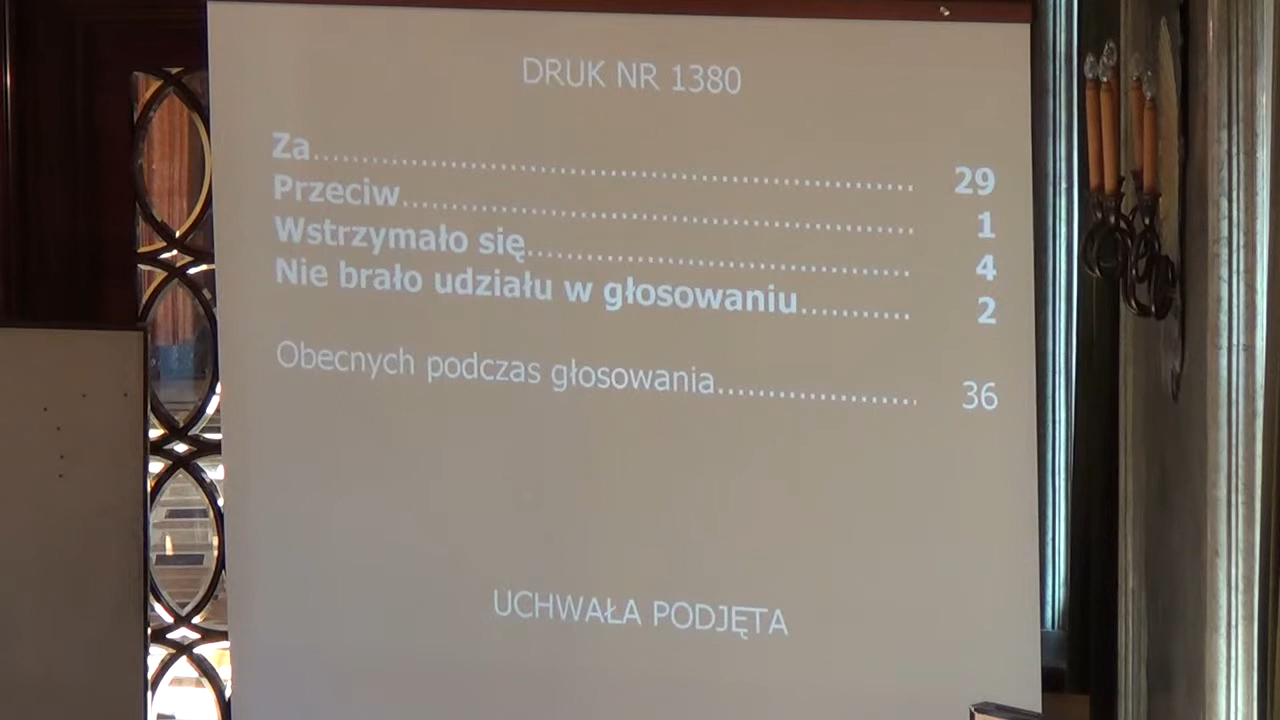 DRUK NR 1380
Za............................................................ 29
Przeciw................................................... 1
Wstrzymało się...................................... 4
Nie brało udziału w głosowaniu........... 2
Obecnych podczas głosowania.................... 36
UCHWAŁA PODJĘTA